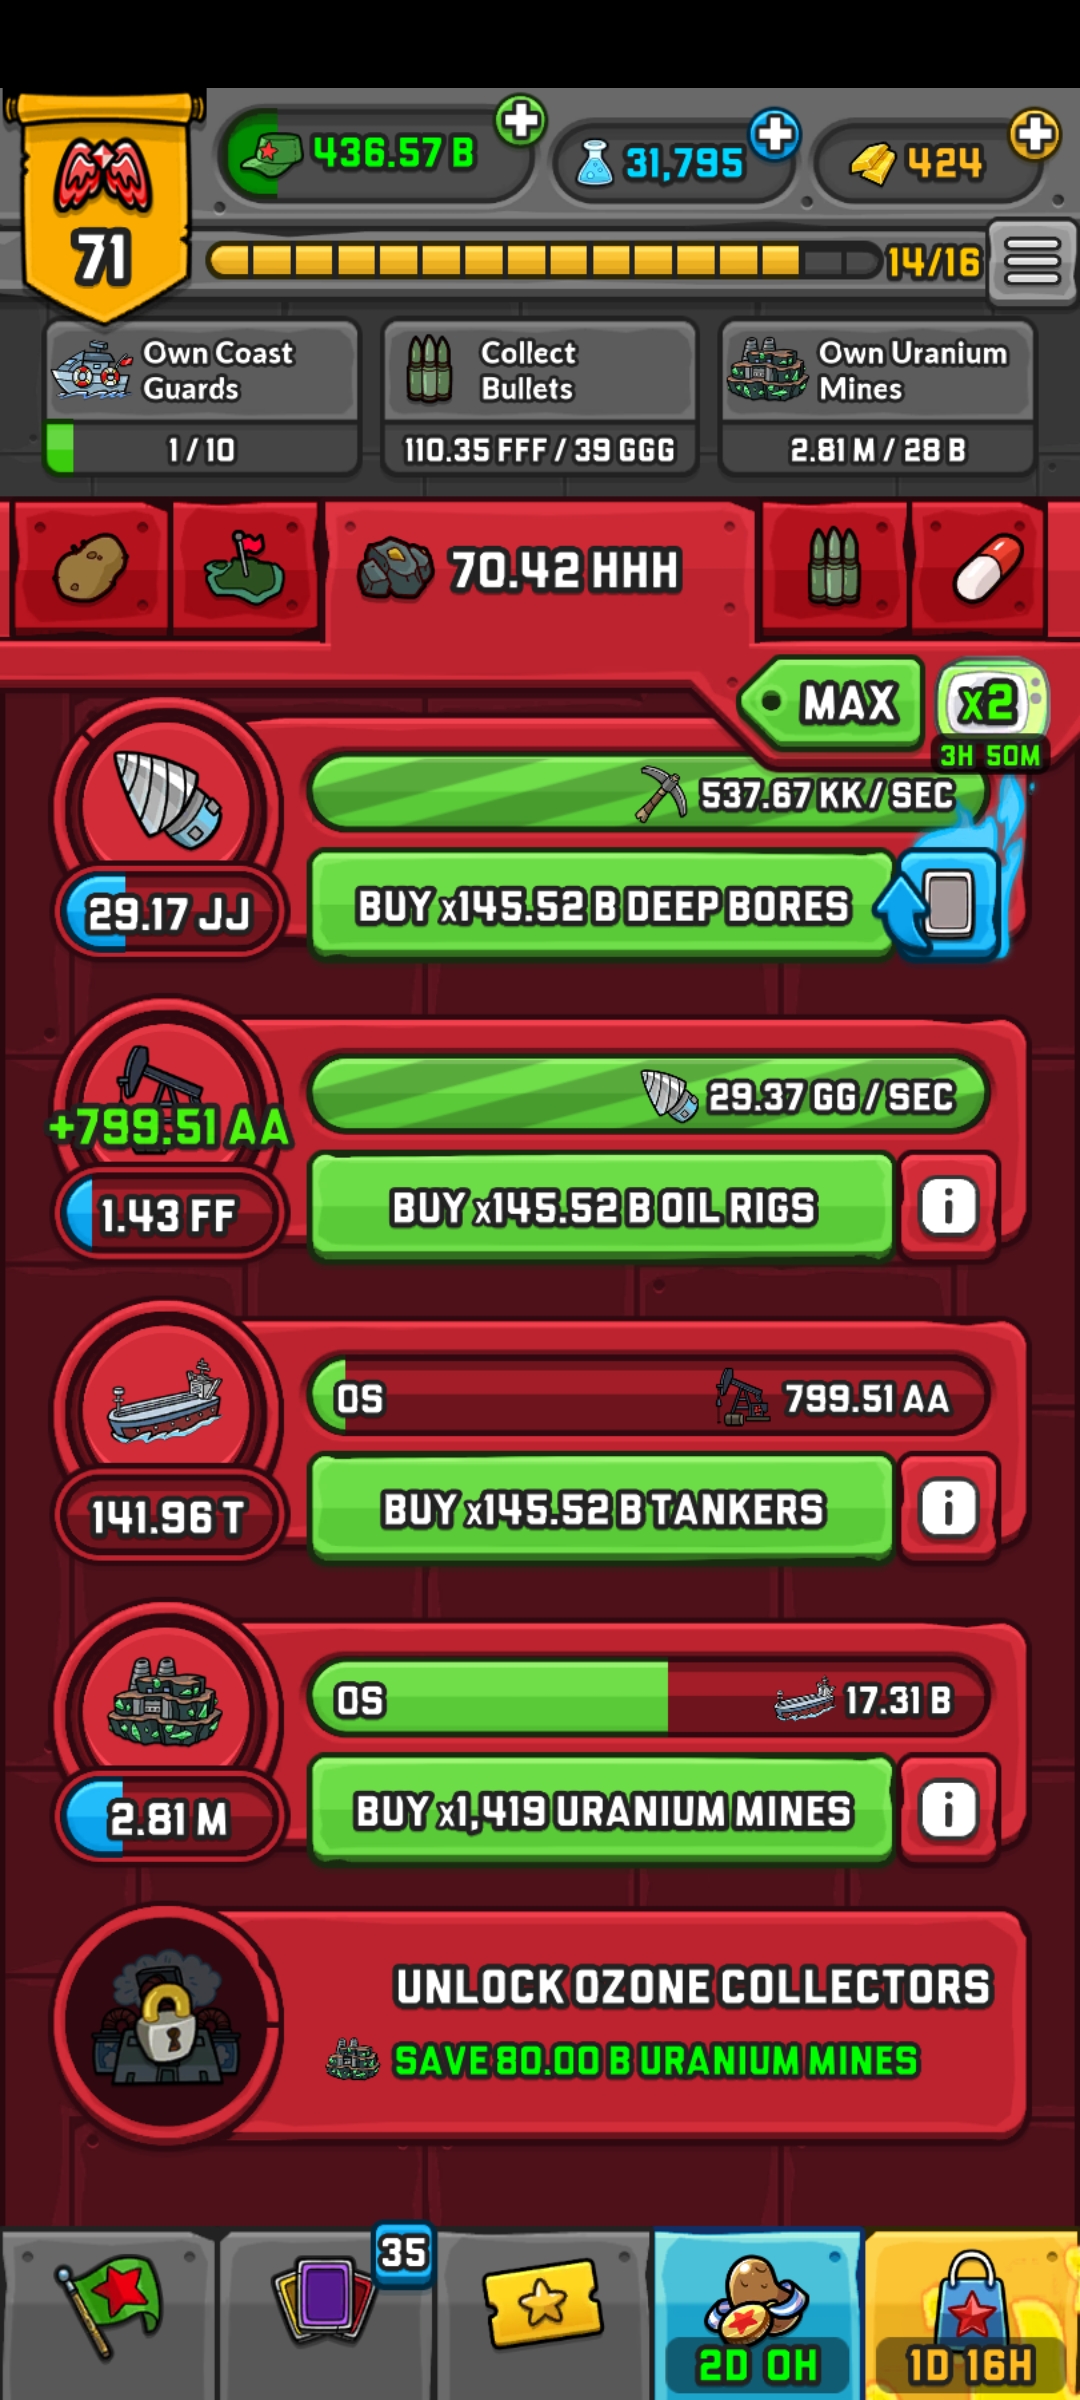 436.57 B
31,795
424
71
14/16
Own Coast Guards
1/10
Collect Bullets
110.35 FFF / 39 GGG
Own Uranium Mines
2.81 M / 28 B
70.42 HHH
MAX
x2
3H 50M
537.67 KK/SEC
29.17 JJ
BUY x145.52 B DEEP BORES
29.37 GG/SEC
+799.51 AA
1.43 FF
BUY x145.52 B OIL RIGS
i
0S
799.51 AA
141.96 T
BUY x145.52 B TANKERS
i
0S
17.31 B
2.81 M
BUY x1,419 URANIUM MINES
i
UNLOCK OZONE COLLECTORS
SAVE 80.00 B URANIUM MINES
35
2D 0H
1D 16H